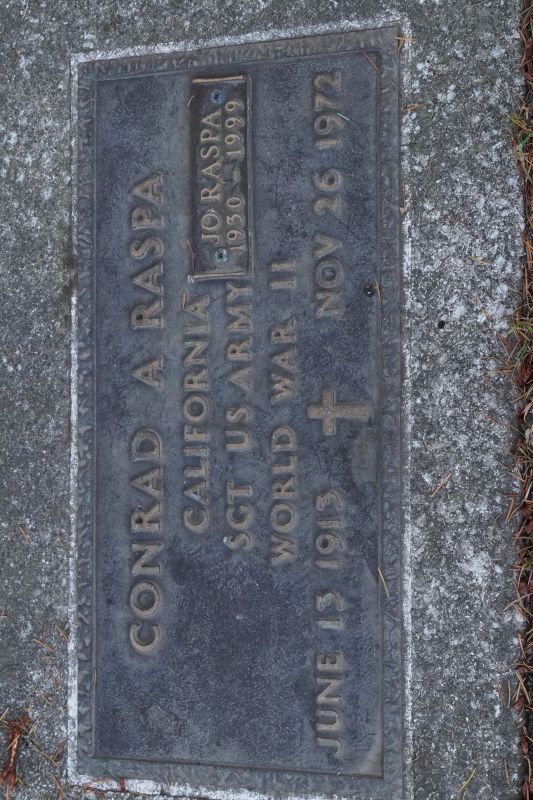 CONRAD A RASPA
CALIFORNIA
SGT US ARMY
WORLD WAR II
JUNE 13 1913 NOV 26 1972
JO RASPA
1930 - 1999